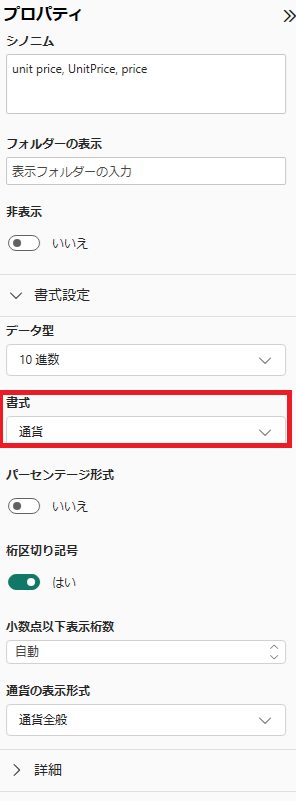 プロパティ
シノニム
unit price, UnitPrice, price
フォルダーの表示
表示フォルダーの入力
非表示
いいえ
書式設定
データ型
10 進数
書式
通貨
パーセンテージ形式
いいえ
桁区切り記号
はい
小数点以下表示桁数
自動
通貨の表示形式
通貨全般
詳細